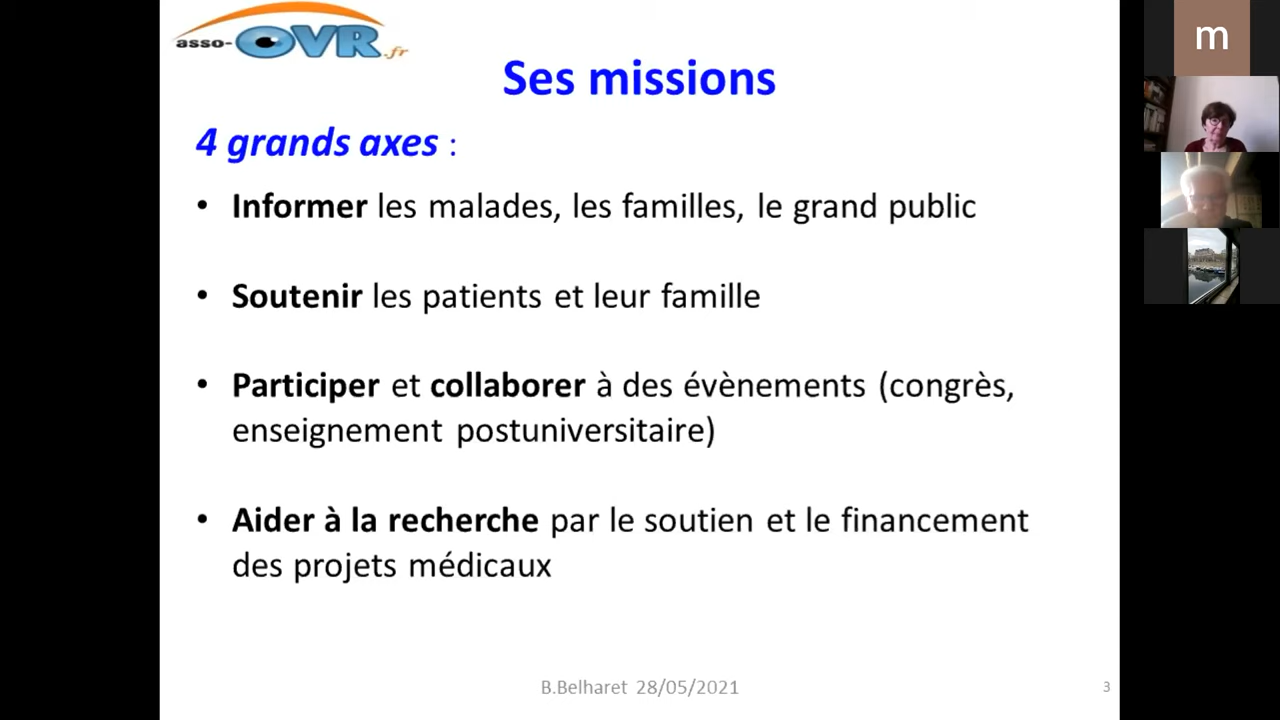 asso-OVR.fr
m
Ses missions
4 grands axes :
• Informer les malades, les familles, le grand public
• Soutenir les patients et leur famille
• Participer et collaborer à des évènements (congrès,
enseignement postuniversitaire)
• Aider à la recherche par le soutien et le financement
des projets médicaux
B.Belharet 28/05/2021
3